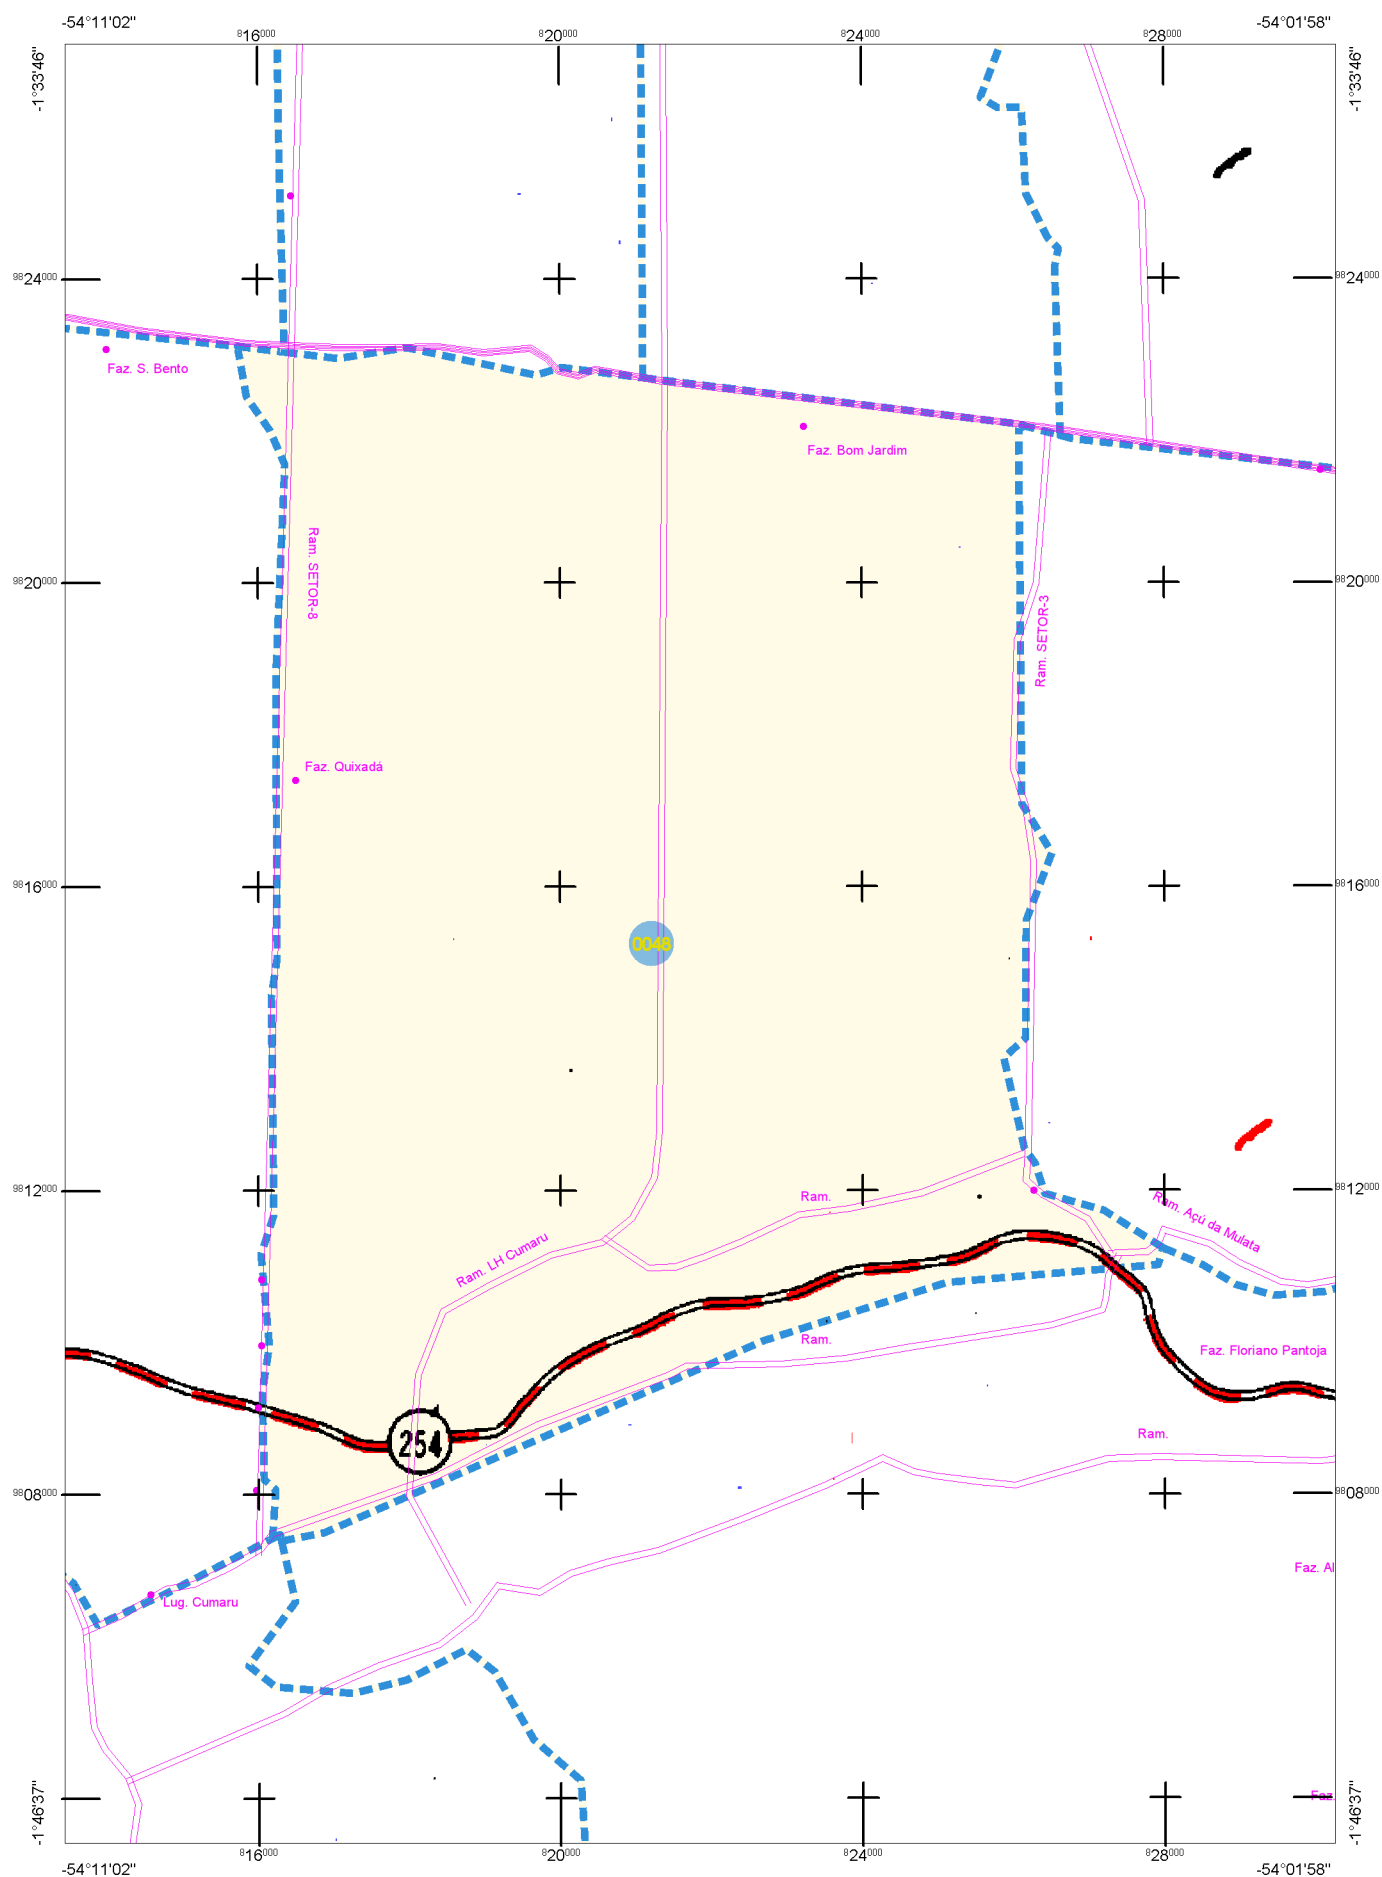 -54°11'02"
-54°01'58"
816000
820000
824000
828000
-1°33'46"
-1°33'46"
9824000
9824000
Faz. S. Bento
Faz. Bom Jardim
Ram. SETOR-8
9820000
9820000
Ram. SETOR-3
Faz. Quixadá
9816000
9816000
0048
9812000
9812000
Ram.
Ram. Açú da Mulata
Ram. LH Cumaru
Ram.
Faz. Floriano Pantoja
254
Ram.
9808000
9808000
Faz. Al
Lug. Cumaru
Faz.
-1°46'37"
-1°46'37"
816000
820000
824000
828000
-54°11'02"
-54°01'58"